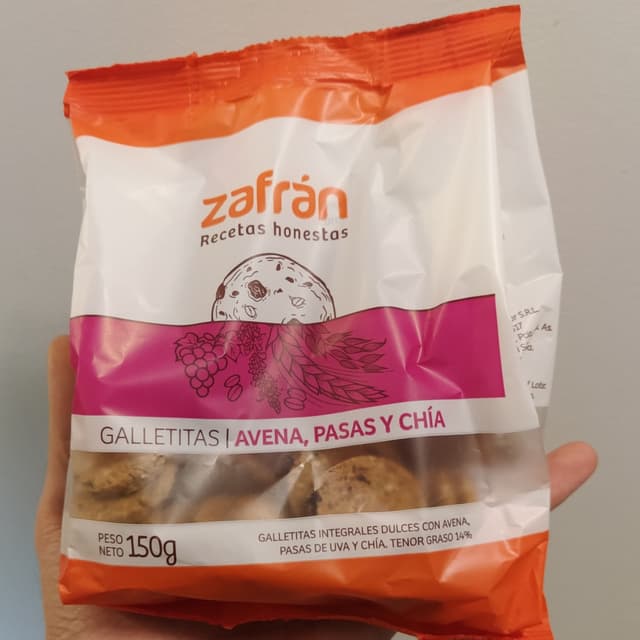 zafrán
Recetas honestas
GALLETITAS | AVENA, PASAS Y CHÍA
PESO
NETO 150g
GALLETITAS INTEGRALES DULCES CON AVENA,
PASAS DE UVA Y CHÍA. TENOR GRASO 14%
S.R.L.